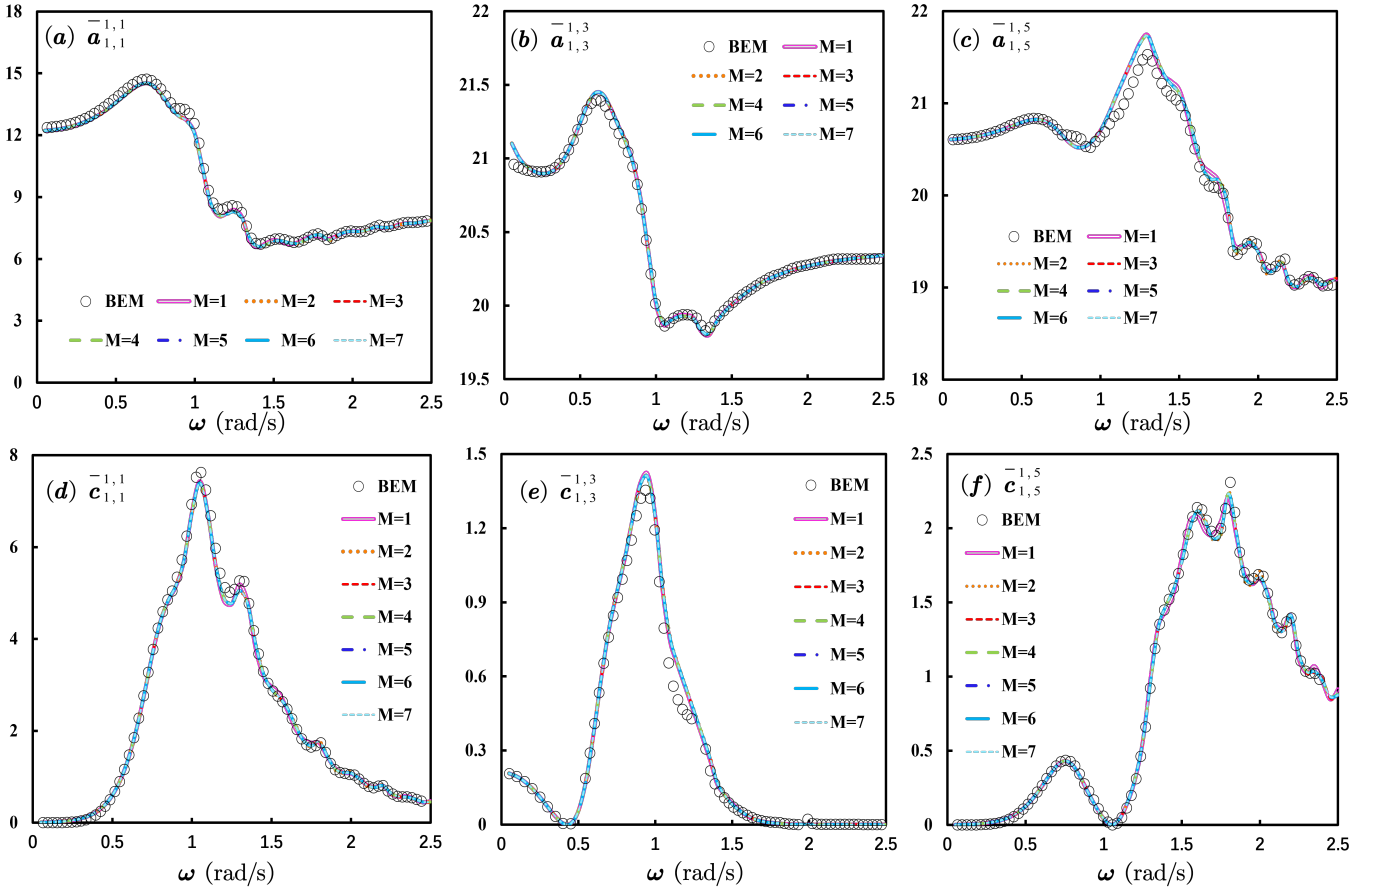 (a) ā 1,1 1,1
18
15
12
9
6
3
0
BEM M=1 M=2 M=3
M=4 M=5 M=6 M=7
0 0.5 1 1.5 2 2.5
ω (rad/s)
(b) ā 1,3 1,3
22
21.5
21
20.5
20
19.5
BEM M=1
M=2 M=3
M=4 M=5
M=6 M=7
0 0.5 1 1.5 2 2.5
ω (rad/s)
(c) ā 1,5 1,5
22
21
20
19
18
BEM M=1
M=2 M=3
M=4 M=5
M=6 M=7
0 0.5 1 1.5 2 2.5
ω (rad/s)
(d) c̄ 1,1 1,1
8
6
4
2
0
BEM
M=1
M=2
M=3
M=4
M=5
M=6
M=7
0 0.5 1 1.5 2 2.5
ω (rad/s)
(e) c̄ 1,3 1,3
1.5
1.2
0.9
0.6
0.3
0
BEM
M=1
M=2
M=3
M=4
M=5
M=6
M=7
0 0.5 1 1.5 2 2.5
ω (rad/s)
(f) c̄ 1,5 1,5
2.5
2
1.5
1
0.5
0
BEM
M=1
M=2
M=3
M=4
M=5
M=6
M=7
0 0.5 1 1.5 2 2.5
ω (rad/s)